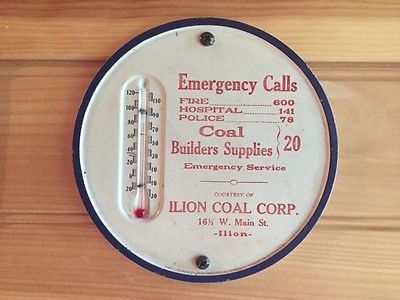 Emergency Calls
FIRE 600
HOSPITAL 141
POLICE 78
Coal
Builders Supplies } 20
Emergency Service
COURTESY OF
ILION COAL CORP.
16½ W. Main St.
-Ilion-